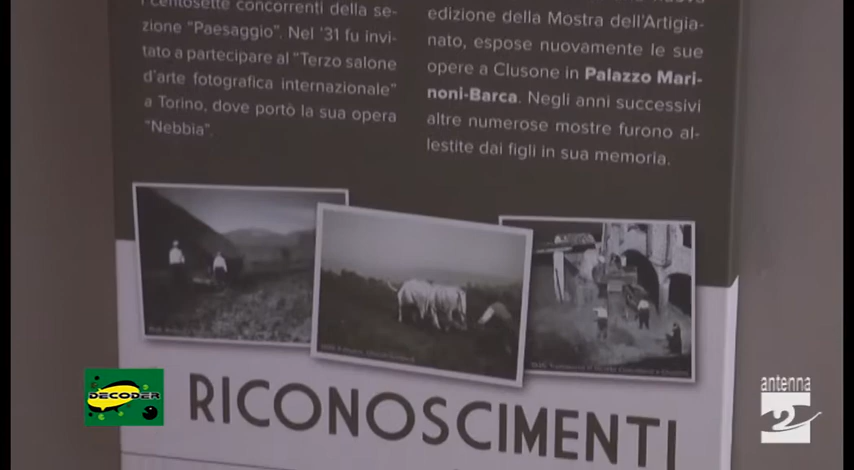 i centosette concorrenti della se-
zione "Paesaggio". Nel '31 fu invi-
tato a partecipare al "Terzo salone
d'arte fotografica internazionale"
a Torino, dove portò la sua opera
"Nebbia".
edizione della Mostra dell'Artigia-
nato, espose nuovamente le sue
opere a Clusone in Palazzo Mari-
noni-Barca. Negli anni successivi
altre numerose mostre furono al-
lestite dai figli in sua memoria.
RICONOSCIMENTI
DECODER
antenna
2